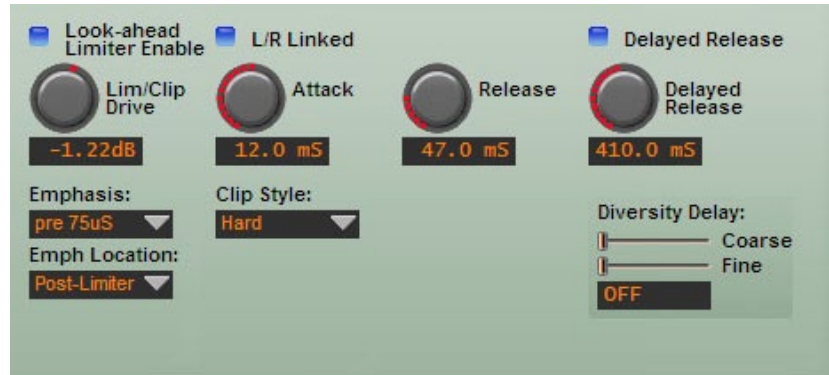 Look-ahead
Limiter Enable
L/R Linked
Delayed Release
Lim/Clip
Drive
Attack
Release
Delayed
Release
-1.22dB
12.0 mS
47.0 mS
410.0 mS
Emphasis:
pre 75uS
Clip Style:
Hard
Emph Location:
Post-Limiter
Diversity Delay:
Coarse
Fine
OFF